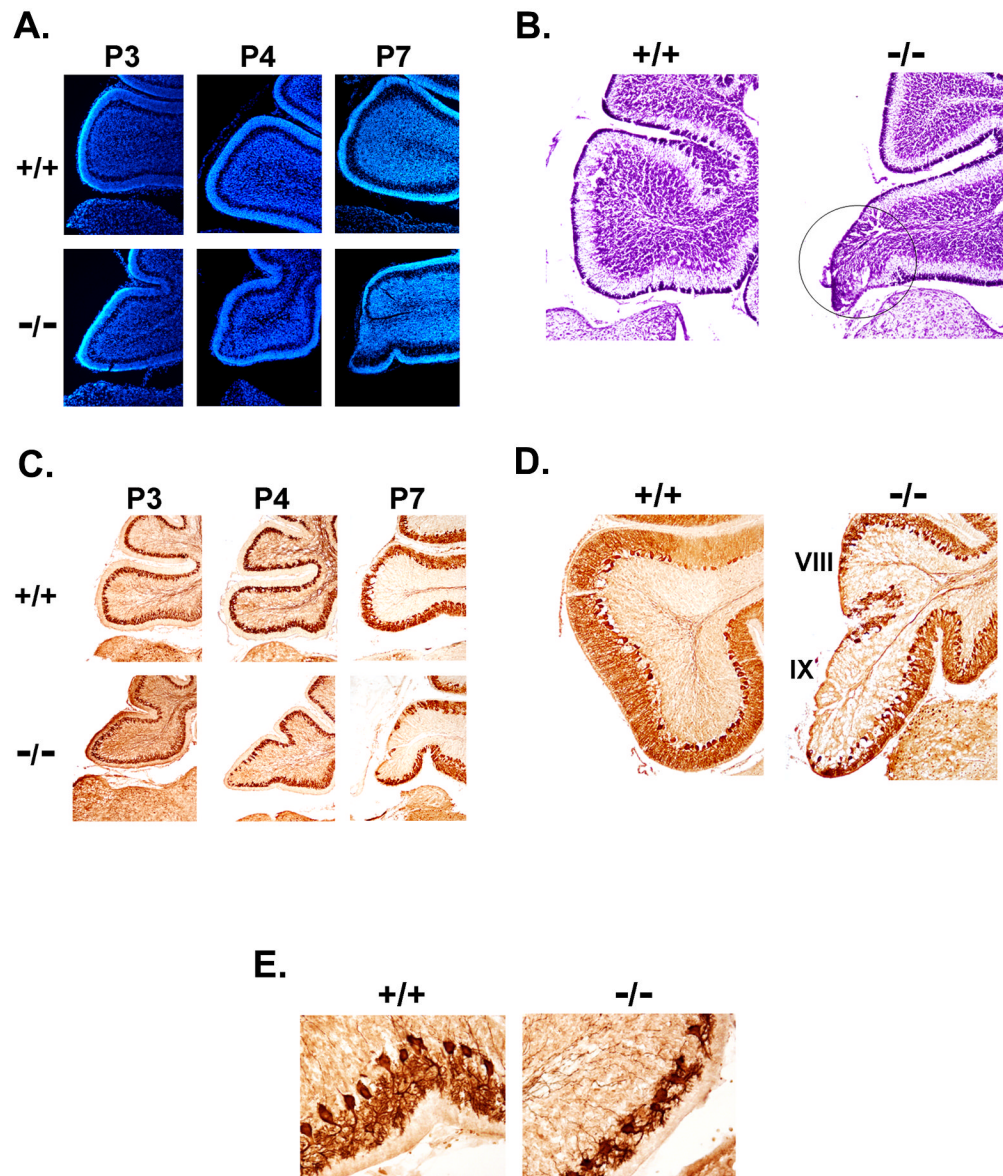 A.
P3 P4 P7
+/+
-/-
B.
+/+ -/-
C.
P3 P4 P7
+/+
-/-
D.
+/+ -/-
VIII
IX
E.
+/+ -/-